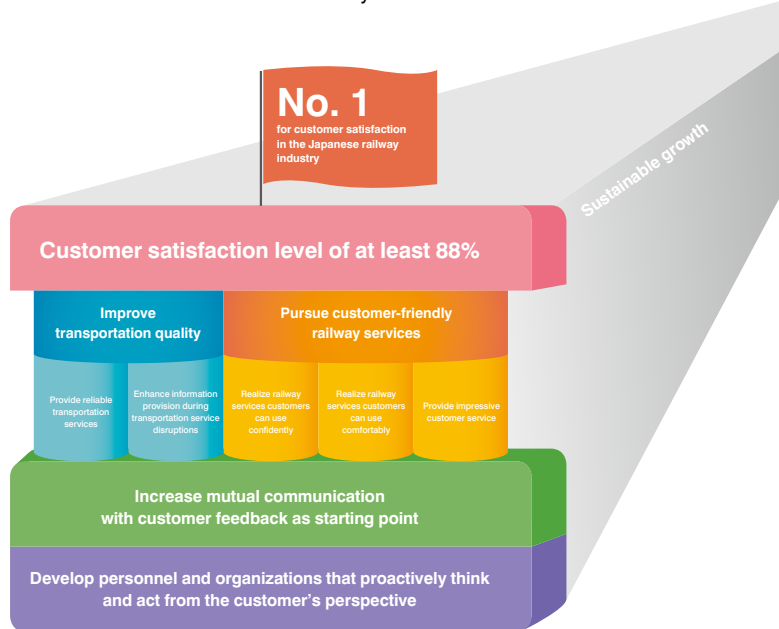 No. 1
for customer satisfaction
in the Japanese railway
industry
Sustainable growth
Customer satisfaction level of at least 88%
Improve
transportation quality
Pursue customer-friendly
railway services
Provide reliable
transportation
services
Enhance information
provision during
transportation service
disruptions
Realize railway
services customers
can use
confidently
Realize railway
services customers
can use
comfortably
Provide impressive
customer service
Increase mutual communication
with customer feedback as starting point
Develop personnel and organizations that proactively think
and act from the customer's perspective